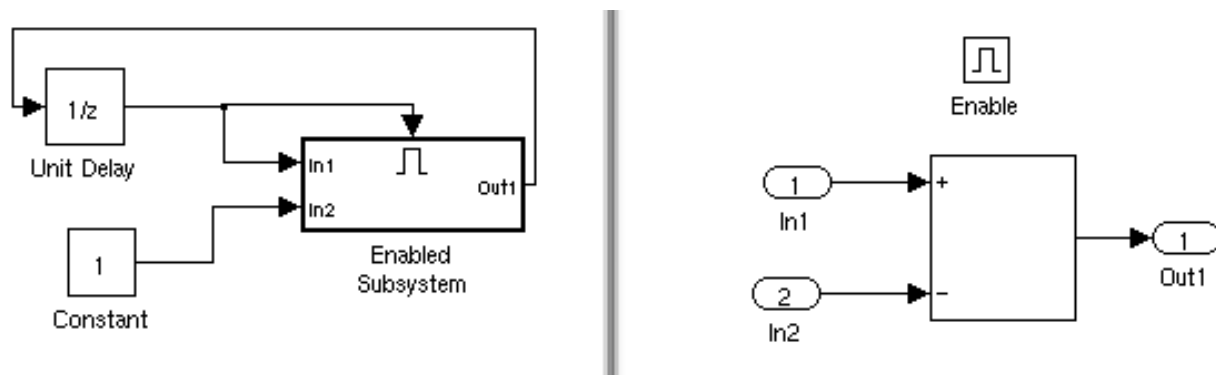 1/z
Unit Delay
In1
Out1
In2
Enabled
Subsystem
1
Constant
Enable
1
+
In1
1
Out1
2
−
In2